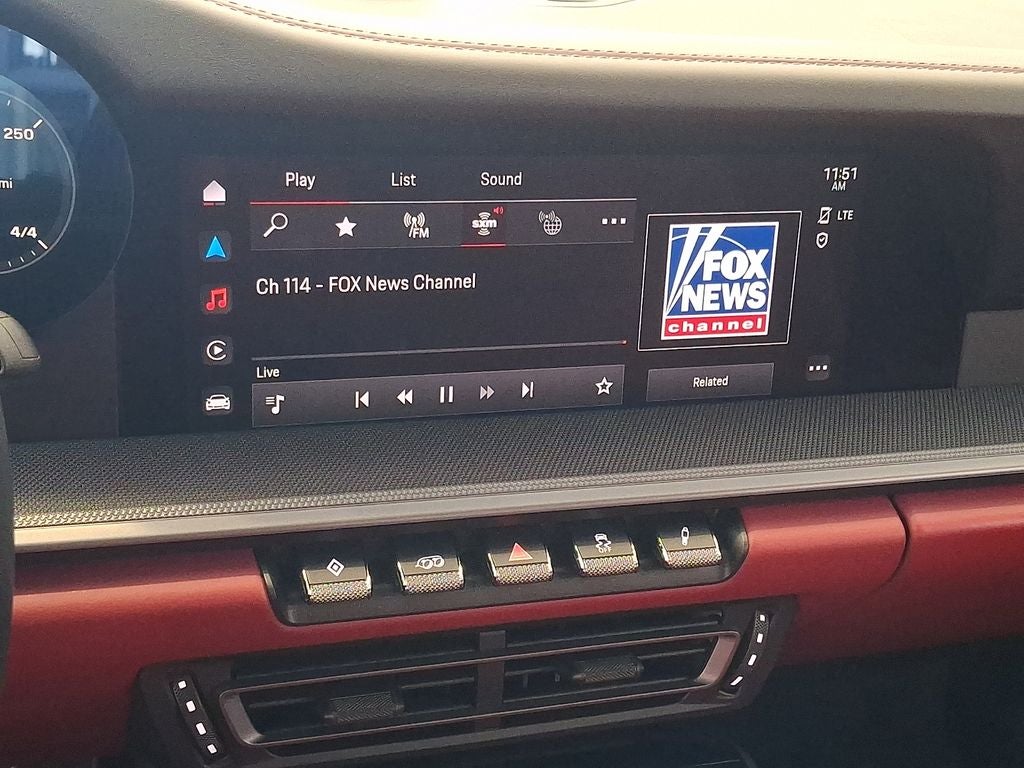 250
mi
4/4
Play List Sound
11:51
AM
FM
sxm
LTE
Ch 114 - FOX News Channel
FOX
NEWS
channel
Live
Related
OFF